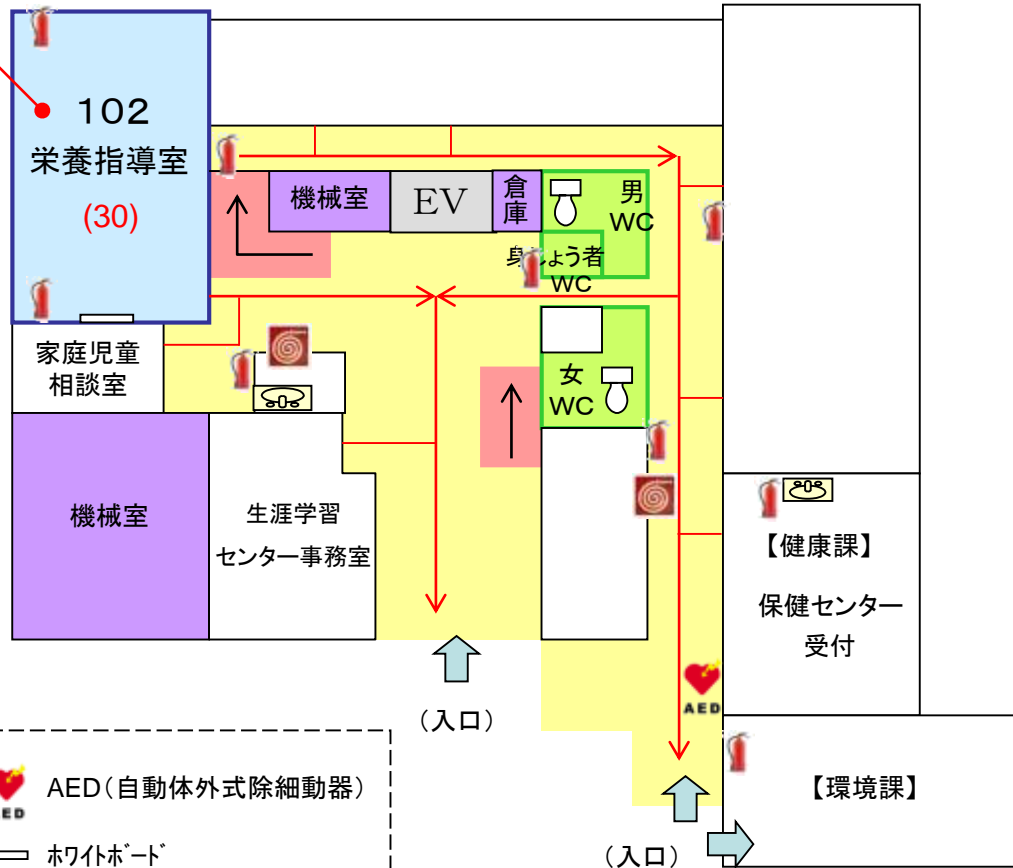 102
栄養指導室
(30)
機械室
EV
倉
庫
男
WC
身しょう者
WC
家庭児童
相談室
女
WC
機械室
生涯学習
センター事務室
【健康課】
保健センター
受付
AED
(入口)
【環境課】
(入口)
ED
AED(自動体外式除細動器)
ﾎﾜｲﾄﾎﾞｰﾄﾞ